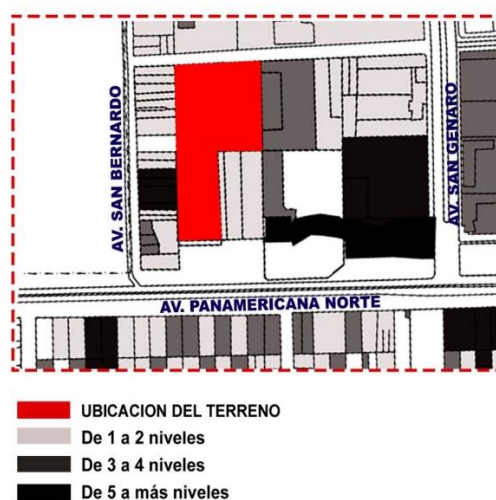 AV. SAN BERNARDO
AV. SAN GENARO
AV. PANAMERICANA NORTE
UBICACION DEL TERRENO
De 1 a 2 niveles
De 3 a 4 niveles
De 5 a más niveles